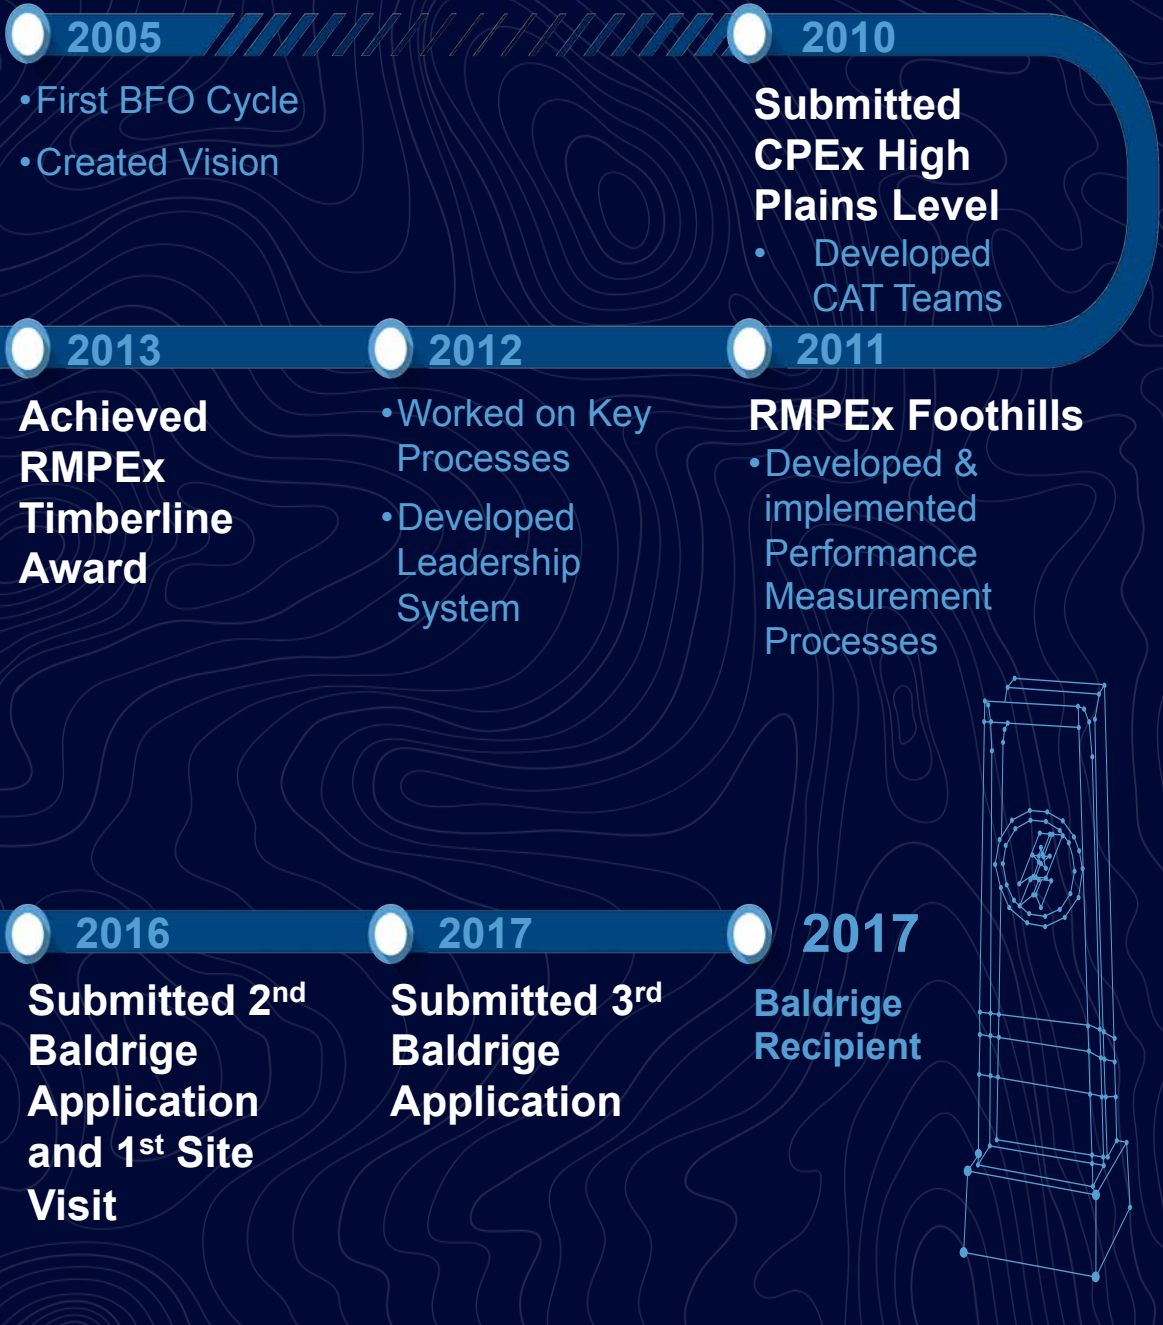 2005
• First BFO Cycle
• Created Vision
2010
Submitted
CPEx High
Plains Level
• Developed
CAT Teams
2011
RMPEx Foothills
• Developed &
implemented
Performance
Measurement
Processes
2012
• Worked on Key
Processes
• Developed
Leadership
System
2013
Achieved
RMPEx
Timberline
Award
2016
Submitted 2nd
Baldrige
Application
and 1st Site
Visit
2017
Submitted 3rd
Baldrige
Application
2017
Baldrige
Recipient